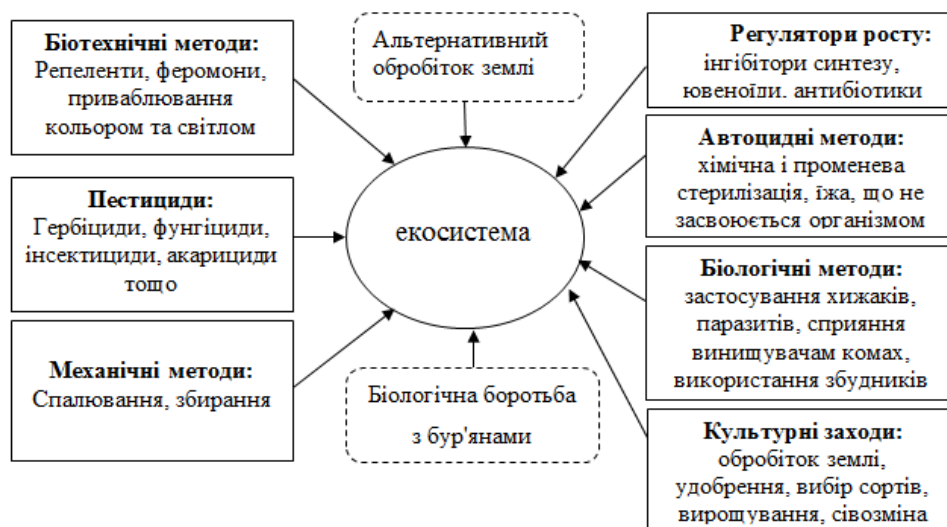 Біотехнічні методи:
Репеленти, феромони,
приваблювання
кольором та світлом
Пестициди:
Гербіциди, фунгіциди,
інсектициди, акарициди
тощо
Механічні методи:
Спалювання, збирання
Альтернативний
обробіток землі
екосистема
Біологічна боротьба
з бур'янами
Регулятори росту:
інгібітори синтезу,
ювеноїди, антибіотики
Автоцидні методи:
хімічна і променева
стерилізація, їжа, що не
засвоюється організмом
Біологічні методи:
застосування хижаків,
паразитів, сприяння
винищувачам комах,
використання збудників
Культурні заходи:
обробіток землі,
удобрення, вибір сортів,
вирощування, сівозміна